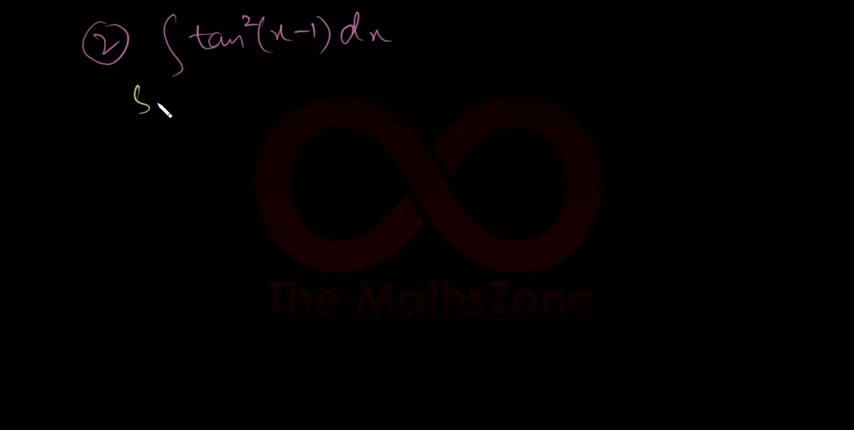 ② ∫ tan²(x-1) dx
S
The MathsZone